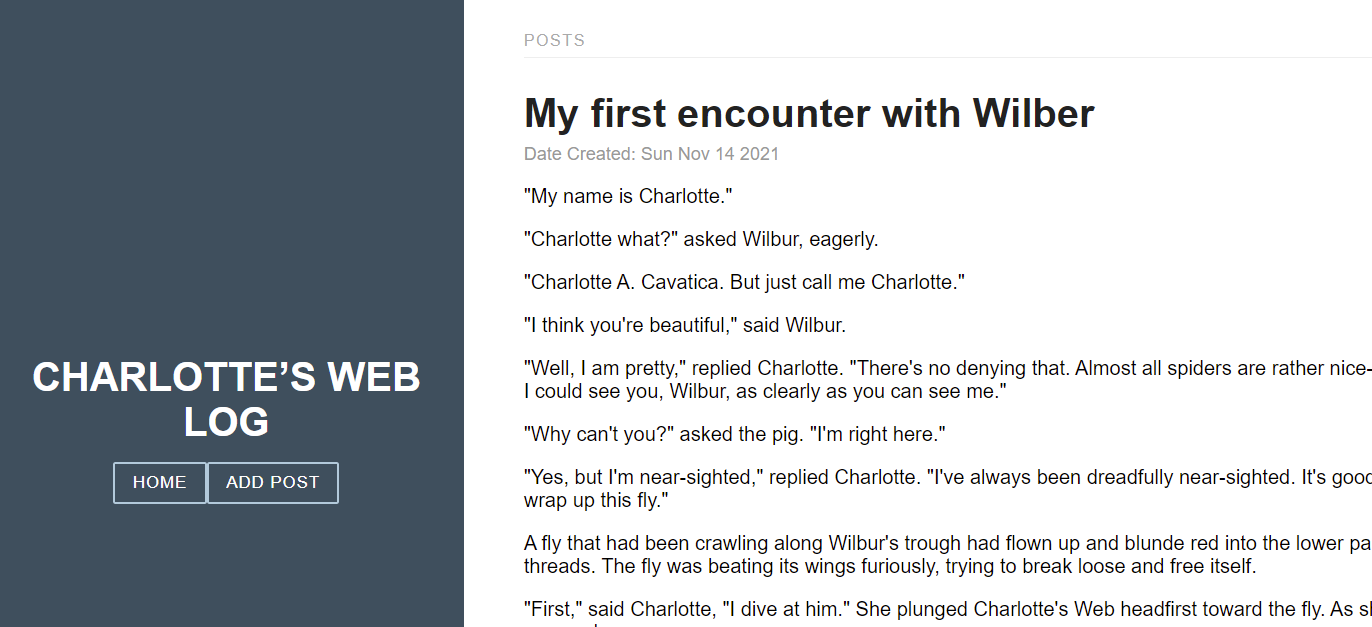 CHARLOTTE’S WEB
LOG
HOME ADD POST
POSTS
My first encounter with Wilber
Date Created: Sun Nov 14 2021
"My name is Charlotte."
"Charlotte what?" asked Wilbur, eagerly.
"Charlotte A. Cavatica. But just call me Charlotte."
"I think you're beautiful," said Wilbur.
"Well, I am pretty," replied Charlotte. "There's no denying that. Almost all spiders are rather nice-
I could see you, Wilbur, as clearly as you can see me."
"Why can't you?" asked the pig. "I'm right here."
"Yes, but I'm near-sighted," replied Charlotte. "I've always been dreadfully near-sighted. It's good
wrap up this fly."
A fly that had been crawling along Wilbur's trough had flown up and blunde red into the lower
threads. The fly was beating its wings furiously, trying to break loose and free itself.
"First," said Charlotte, "I dive at him." She plunged Charlotte's Web headfirst toward the fly. As